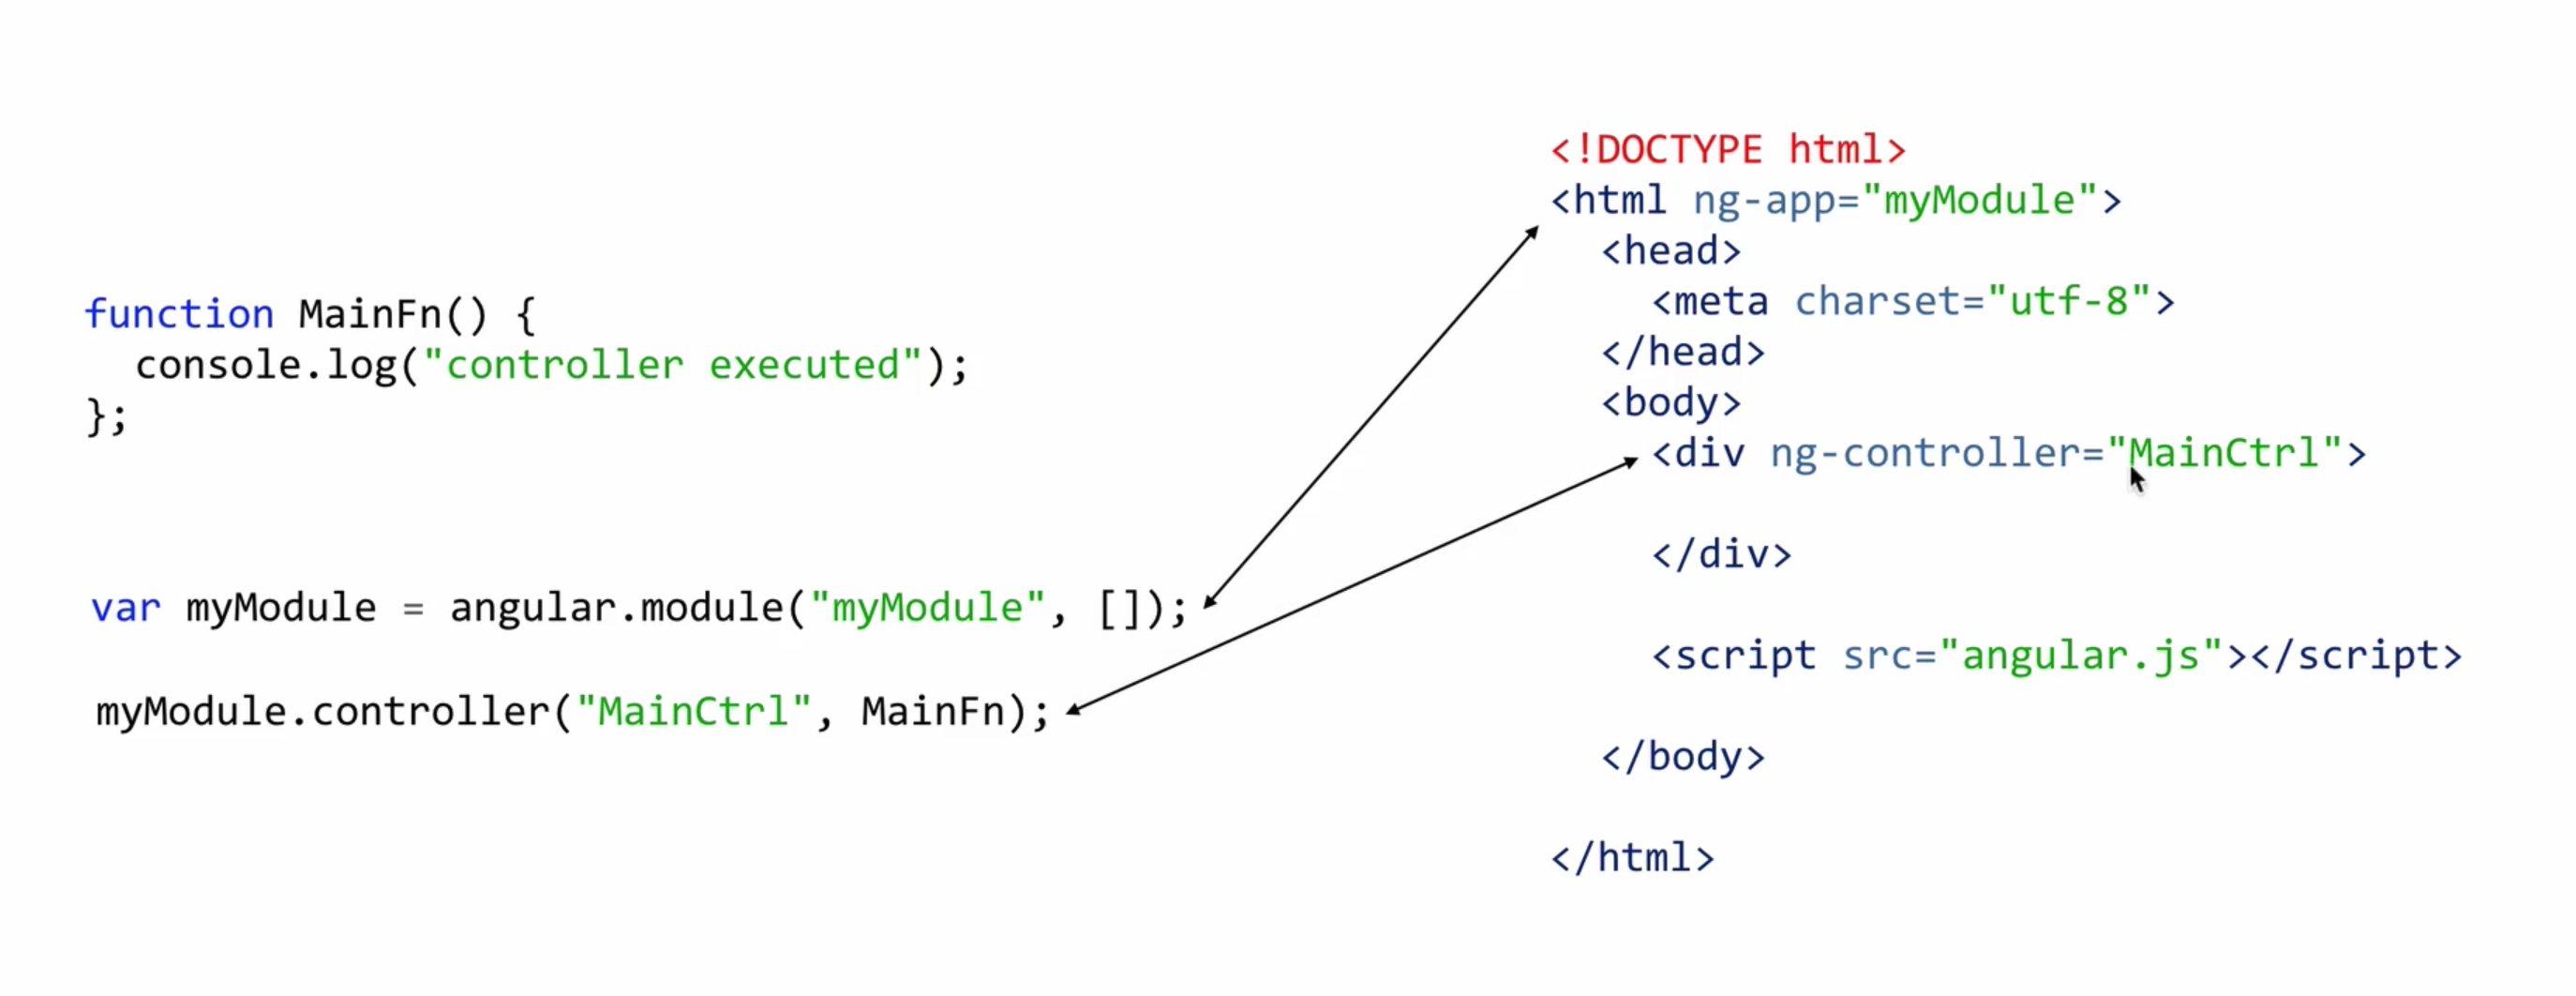 function MainFn() {
  console.log("controller executed");
};
var myModule = angular.module("myModule", []);
myModule.controller("MainCtrl", MainFn);
<!DOCTYPE html>
<html ng-app="myModule">
  <head>
    <meta charset="utf-8">
  </head>
  <body>
    <div ng-controller="MainCtrl">
    </div>
    <script src="angular.js"></script>
  </body>
</html>